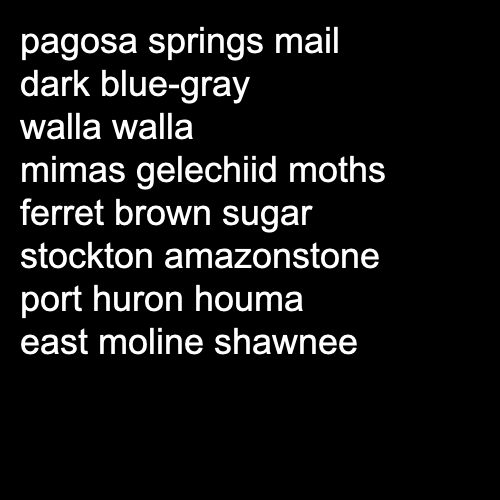 pagosa springs mail
dark blue-gray
walla walla
mimas gelechiid moths
ferret brown sugar
stockton amazonstone
port huron houma
east moline shawnee